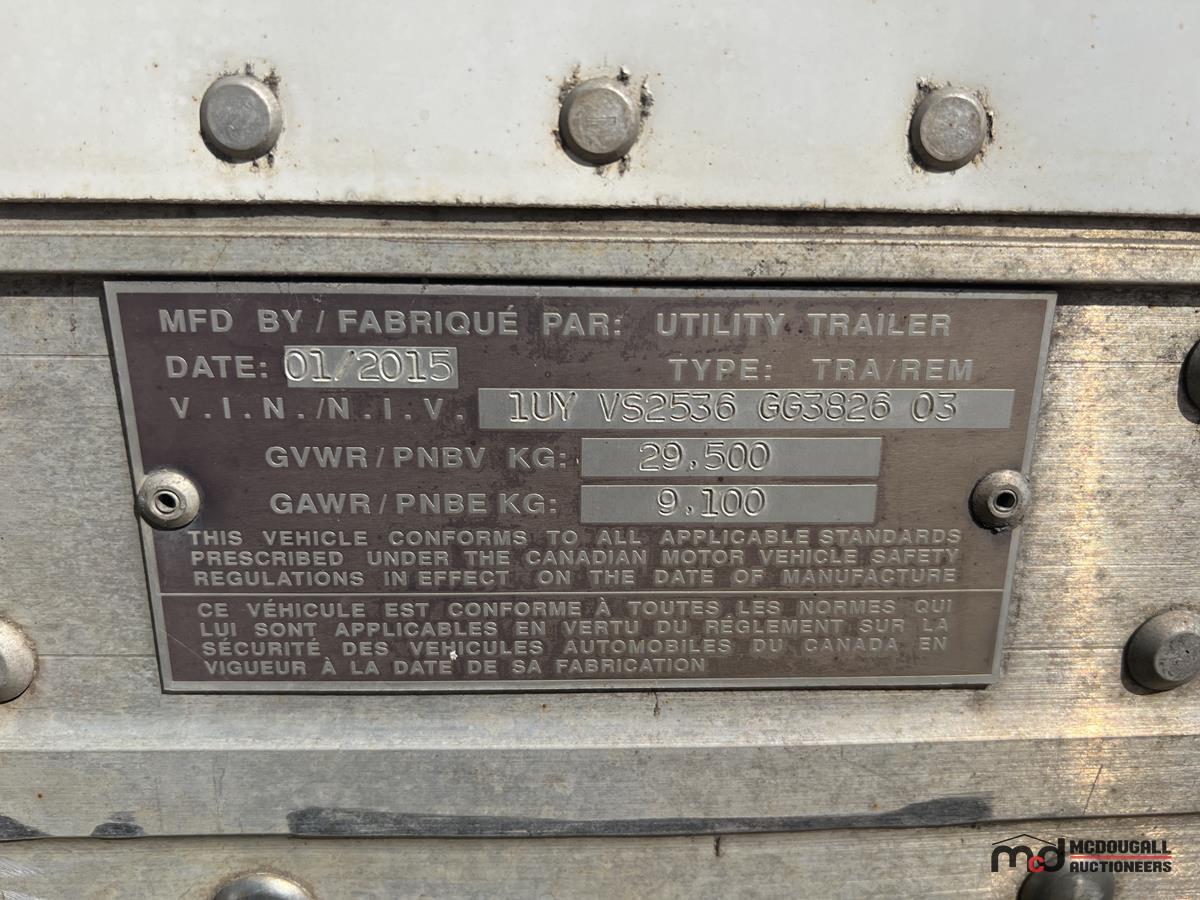 MFD BY / FABRIQUÉ PAR: UTILITY TRAILER
DATE: 01/2015 TYPE: TRA/REM
V.I.N./N.I.V. 1UY VS2536 GG3826 03
GVWR/PNBV KG: 29.500
GAWR/PNBE KG: 9.100
THIS VEHICLE CONFORMS TO ALL APPLICABLE STANDARDS
PRESCRIBED UNDER THE CANADIAN MOTOR VEHICLE SAFETY
REGULATIONS IN EFFECT ON THE DATE OF MANUFACTURE
CE VÉHICULE EST CONFORME À TOUTES LES NORMES QUI
LUI SONT APPLICABLES EN VERTU DU RÉGLEMENT SUR LA
SÉCURITÉ DES VEHICULES AUTOMOBILES DU CANADA EN
VIGUEUR À LA DATE DE SA FABRICATION
mcd MCDOUGALL
AUCTIONEERS